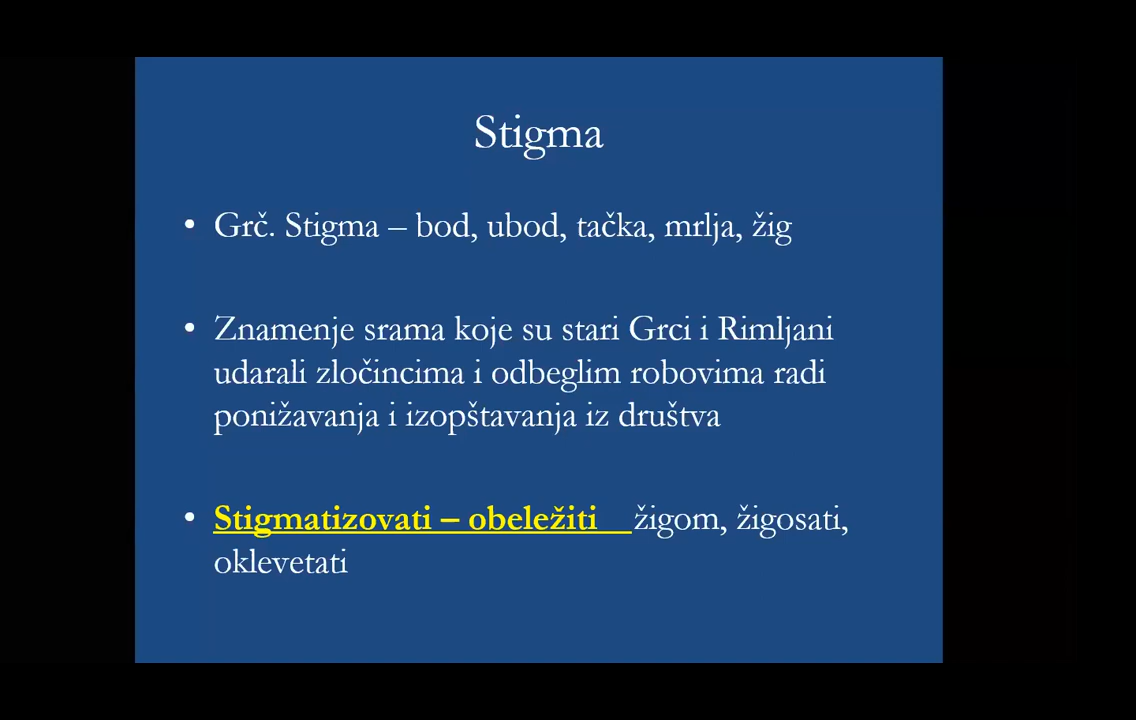 Stigma
• Grč. Stigma – bod, ubod, tačka, mrlja, žig
• Znamenje srama koje su stari Grci i Rimljani
udarali zločincima i odbeglim robovima radi
ponižavanja i izopštavanja iz društva
• Stigmatizovati – obeležiti žigom, žigosati,
oklevetati